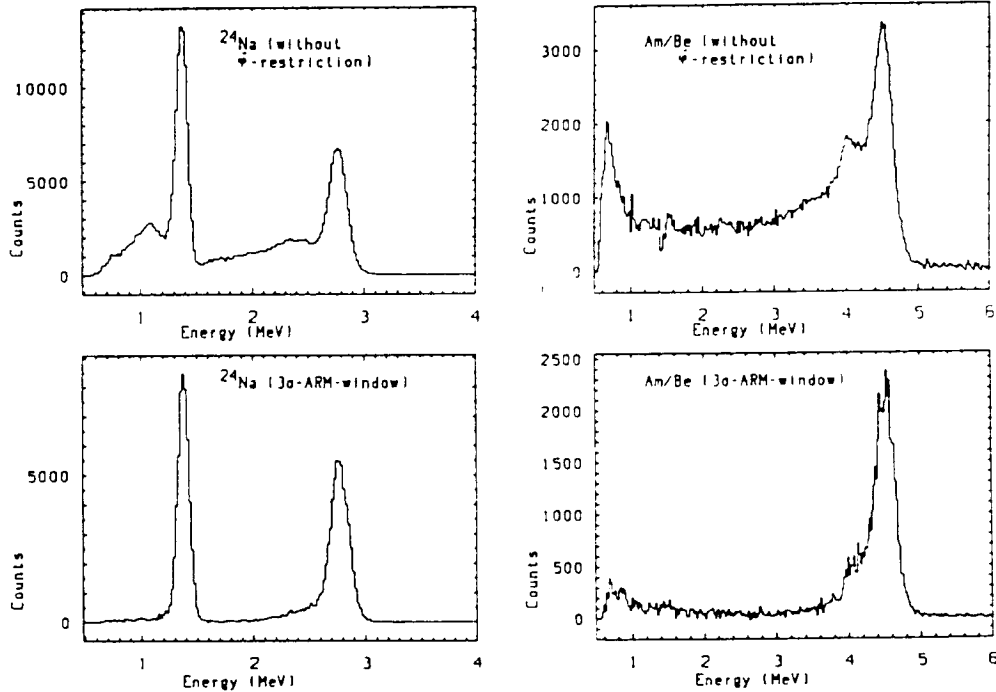 ²⁴Na (without
φ̄-restriction)
10000
5000
0
Counts
1
2
3
4
Energy (MeV)
Am/Be (without
φ̄-restriction)
3000
2000
1000
0
Counts
1
2
3
4
5
6
Energy (MeV)
²⁴Na (3σ-ARM-window)
5000
0
Counts
1
2
3
4
Energy (MeV)
Am/Be (3σ-ARM-window)
2500
2000
1500
1000
500
0
Counts
1
2
3
4
5
6
Energy (MeV)